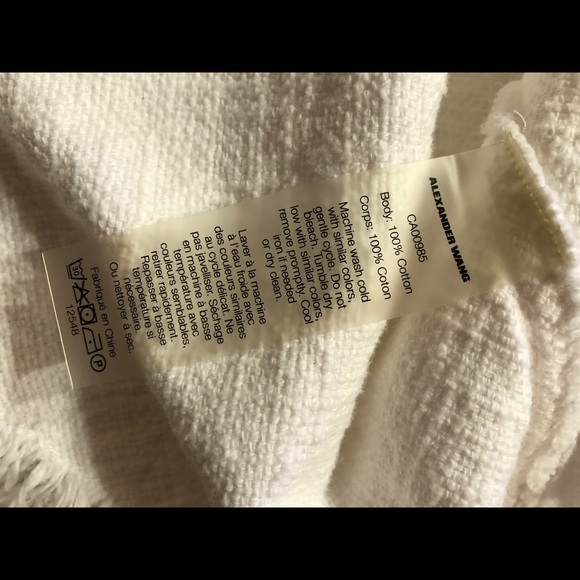 ALEXANDER WANG
CA00985
Body: 100% Cotton
Corps: 100% Coton
Machine wash cold
with similar colors,
gentle cycle. Do not
bleach. Tumble dry
low with similar colors,
remove promptly. Cool
iron if needed
or dry clean.
Laver à la machine
à l'eau froide avec
des couleurs similaires
au cycle délicat. Ne
pas javelliser. Séchage
en machine à basse
température avec
couleurs semblables,
retirer rapidement.
Repasser à basse
température si
nécessaire.
Ou nettoyer à sec.
30 P
Fabriqué en Chine
12548